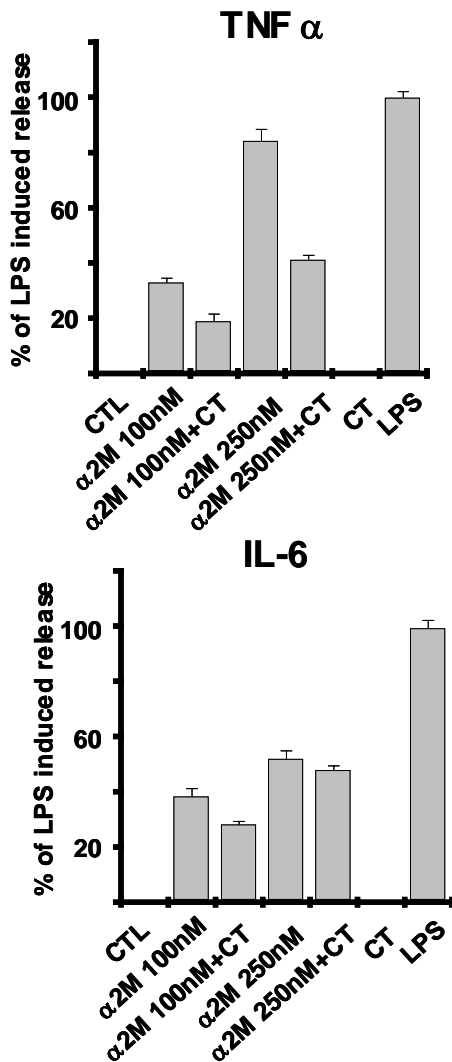 TNF α
% of LPS induced release
100
60
20
CTL
α2M 100nM
α2M 100nM+CT
α2M 250nM
α2M 250nM+CT
CT
LPS
IL-6
% of LPS induced release
100
60
20
CTL
α2M 100nM
α2M 100nM+CT
α2M 250nM
α2M 250nM+CT
CT
LPS